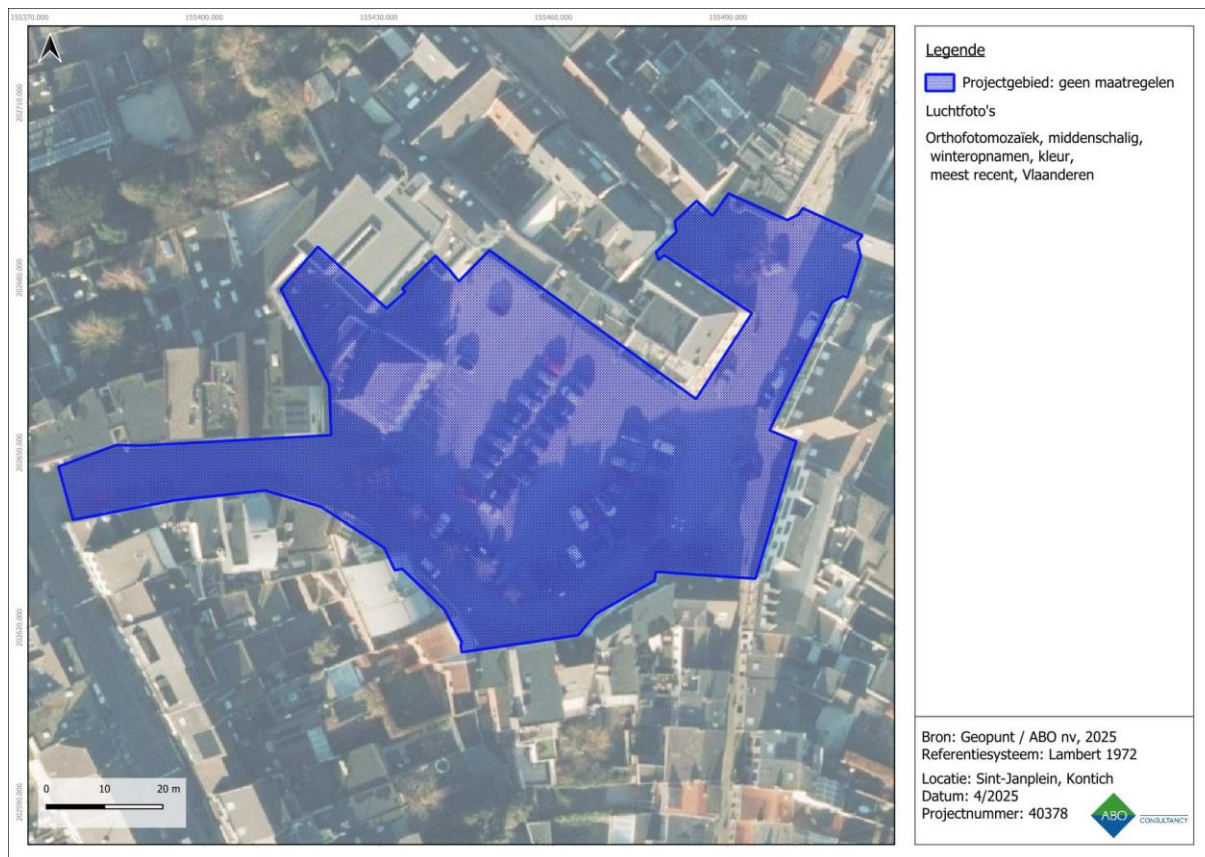 155370.000
155400.000
155430.000
155460.000
155490.000
202710.000
202680.000
202650.000
202620.000
202590.000
0 10 20 m
Legende
Projectgebied: geen maatregelen
Luchtfoto's
Orthofotomozaïek, middenschalig,
winteropnamen, kleur,
meest recent, Vlaanderen
Bron: Geopunt / ABO nv, 2025
Referentiesysteem: Lambert 1972
Locatie: Sint-Janplein, Kontich
Datum: 4/2025
Projectnummer: 40378
ABO
CONSULTANCY